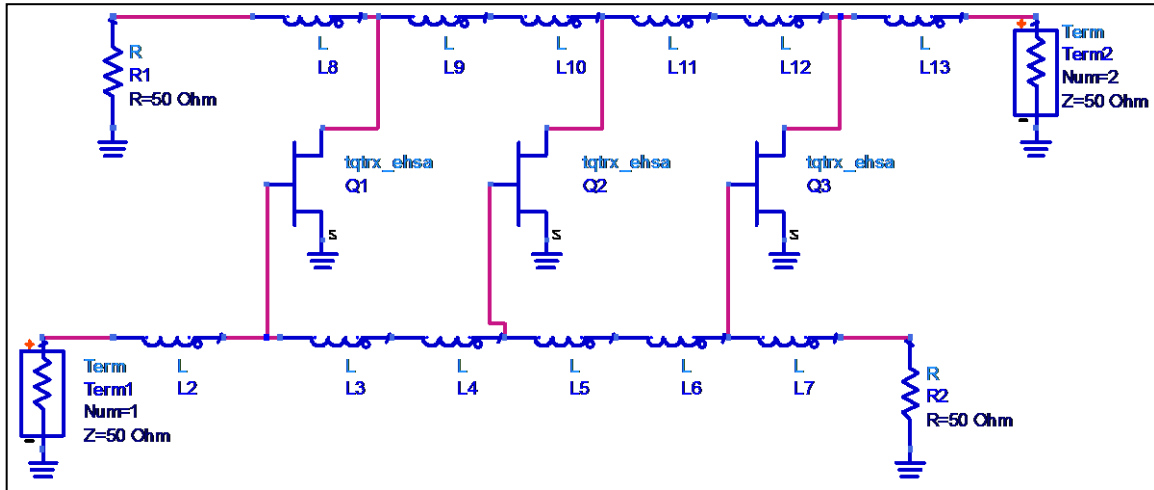 R
R1
R=50 Ohm
L
L8
L
L9
L
L10
L
L11
L
L12
L
L13
+
Term
Term2
Num=2
Z=50 Ohm
-
tqtrx_ehsa
Q1
S
tqtrx_ehsa
Q2
S
tqtrx_ehsa
Q3
S
+
Term
Term1
Num=1
Z=50 Ohm
-
L
L2
L
L3
L
L4
L
L5
L
L6
L
L7
R
R2
R=50 Ohm